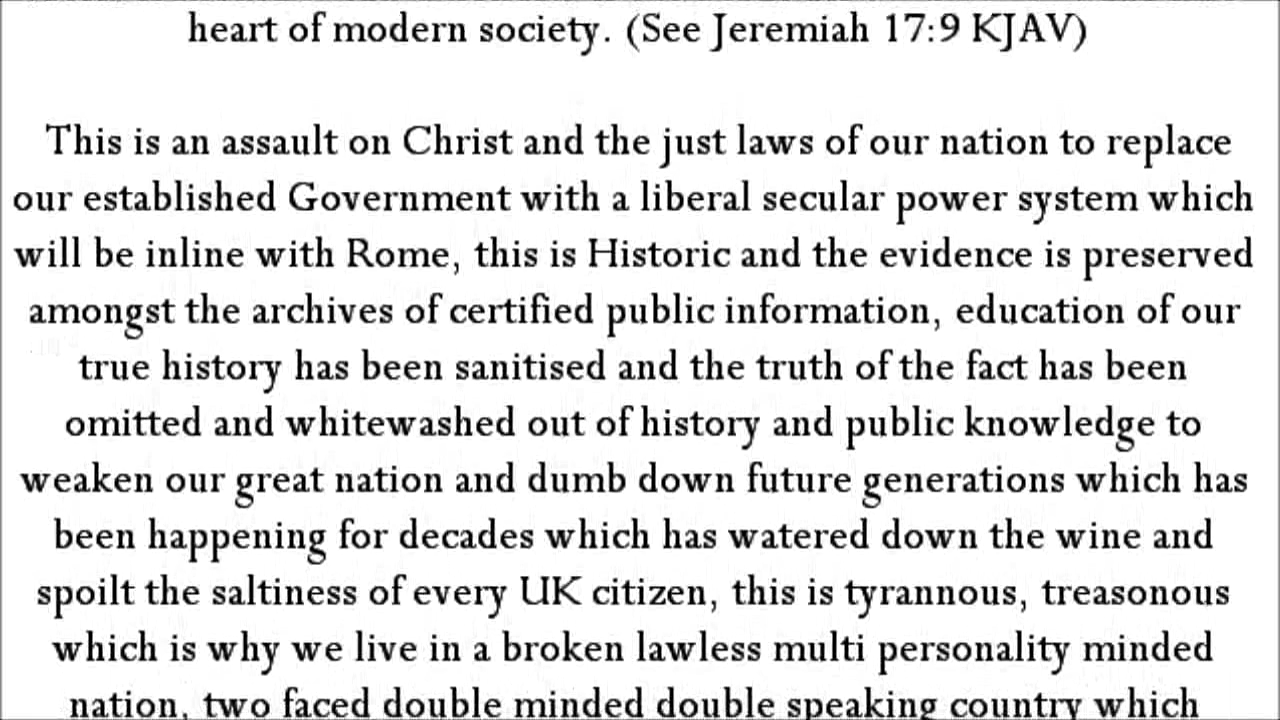 heart of modern society. (See Jeremiah 17:9 KJAV)
This is an assault on Christ and the just laws of our nation to replace
our established Government with a liberal secular power system which
will be inline with Rome, this is Historic and the evidence is preserved
amongst the archives of certified public information, education of our
true history has been sanitised and the truth of the fact has been
omitted and whitewashed out of history and public knowledge to
weaken our great nation and dumb down future generations which has
been happening for decades which has watered down the wine and
spoilt the saltiness of every UK citizen, this is tyrannous, treasonous
which is why we live in a broken lawless multi personality minded
nation, two faced double minded double speaking country which